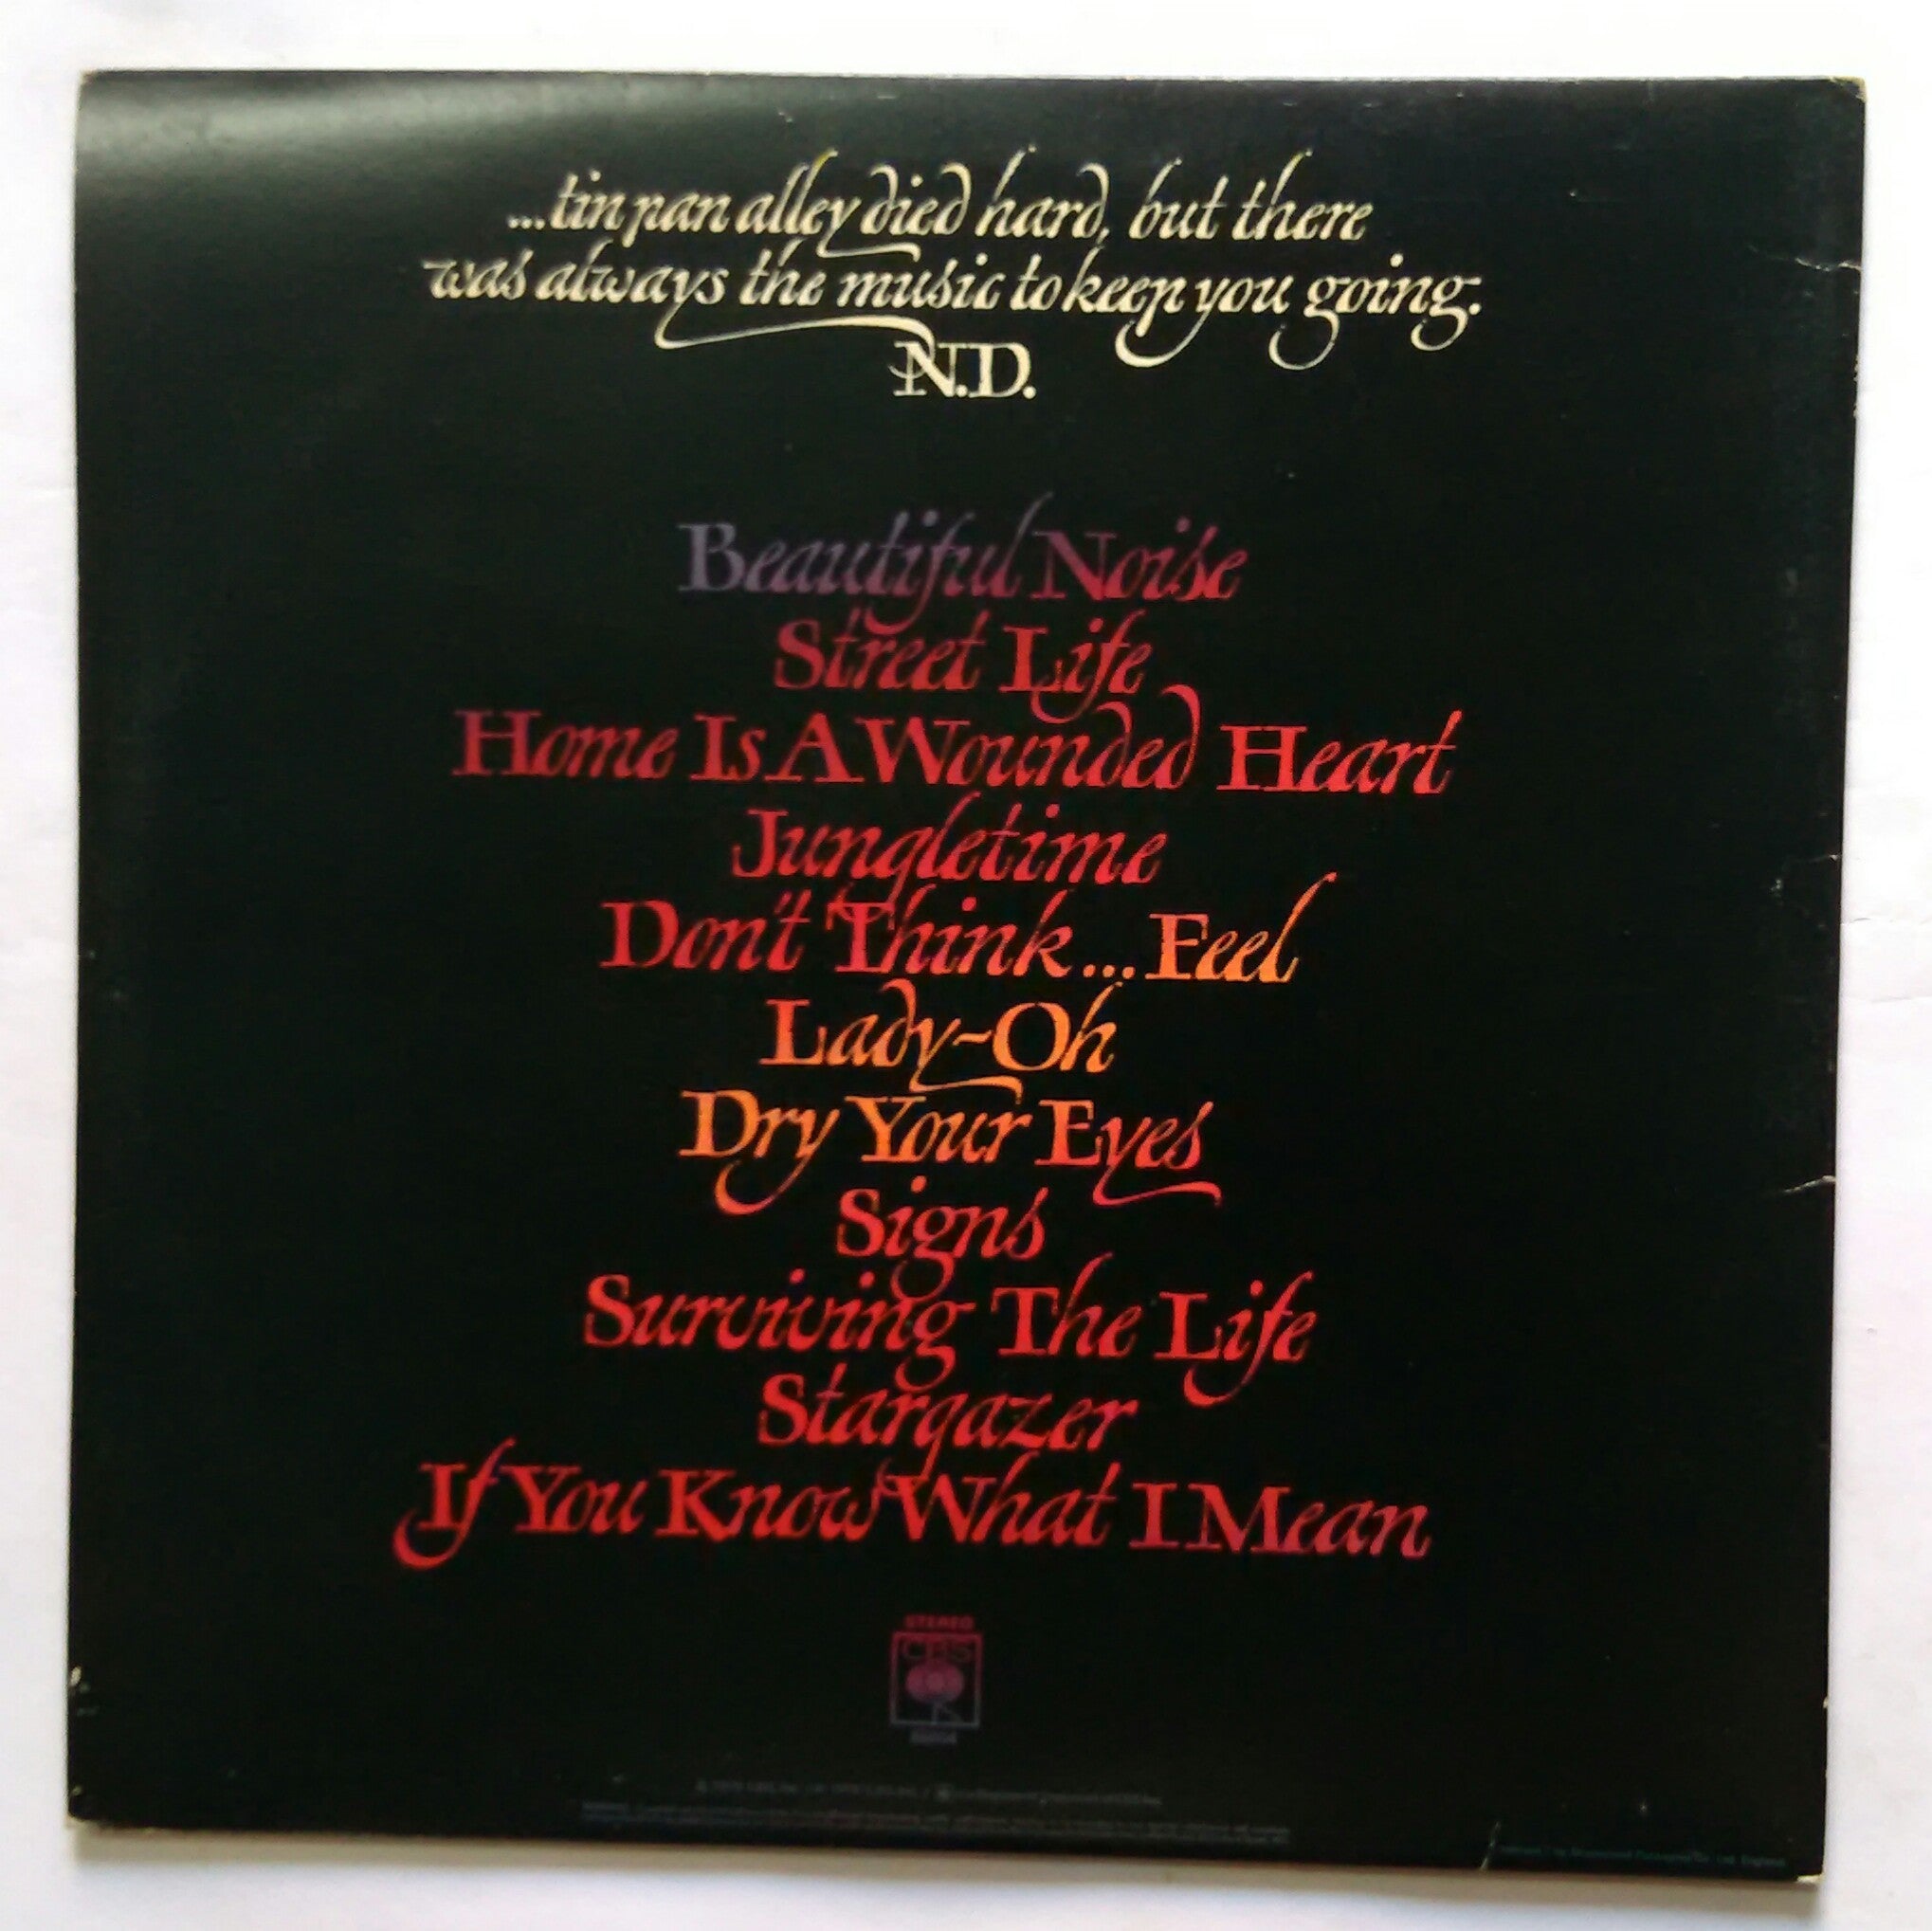 ...tin pan alley died hard, but there
was always the music to keep you going.
N.D.
Beautiful Noise
Street Life
Home Is A Wounded Heart
Jungletime
Don't Think...Feel
Lady-Oh
Dry Your Eyes
Signs
Surviving The Life
Stargazer
If You Know What I Mean
STEREO
CBS